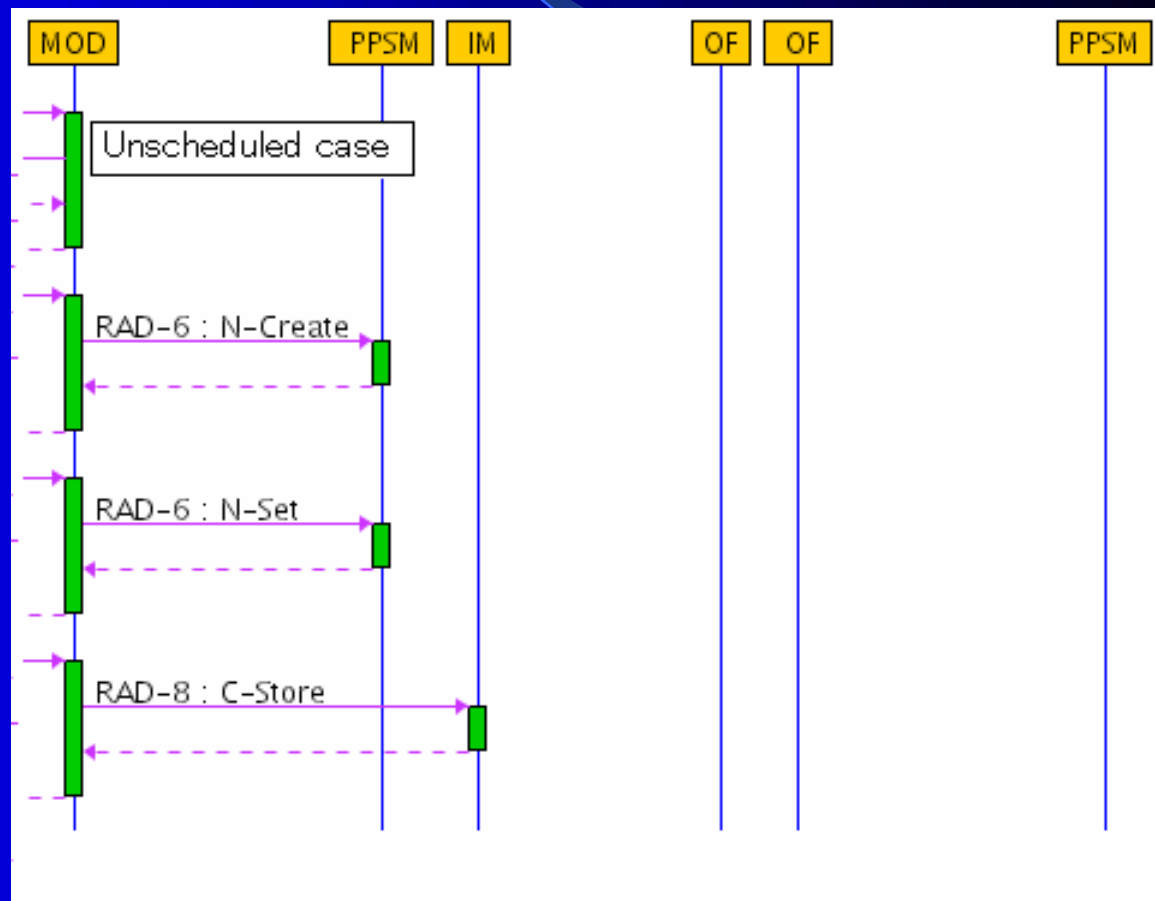 MOD
PPSM
IM
OF
OF
PPSM
Unscheduled case
RAD-6 : N-Create
RAD-6 : N-Set
RAD-8 : C-Store